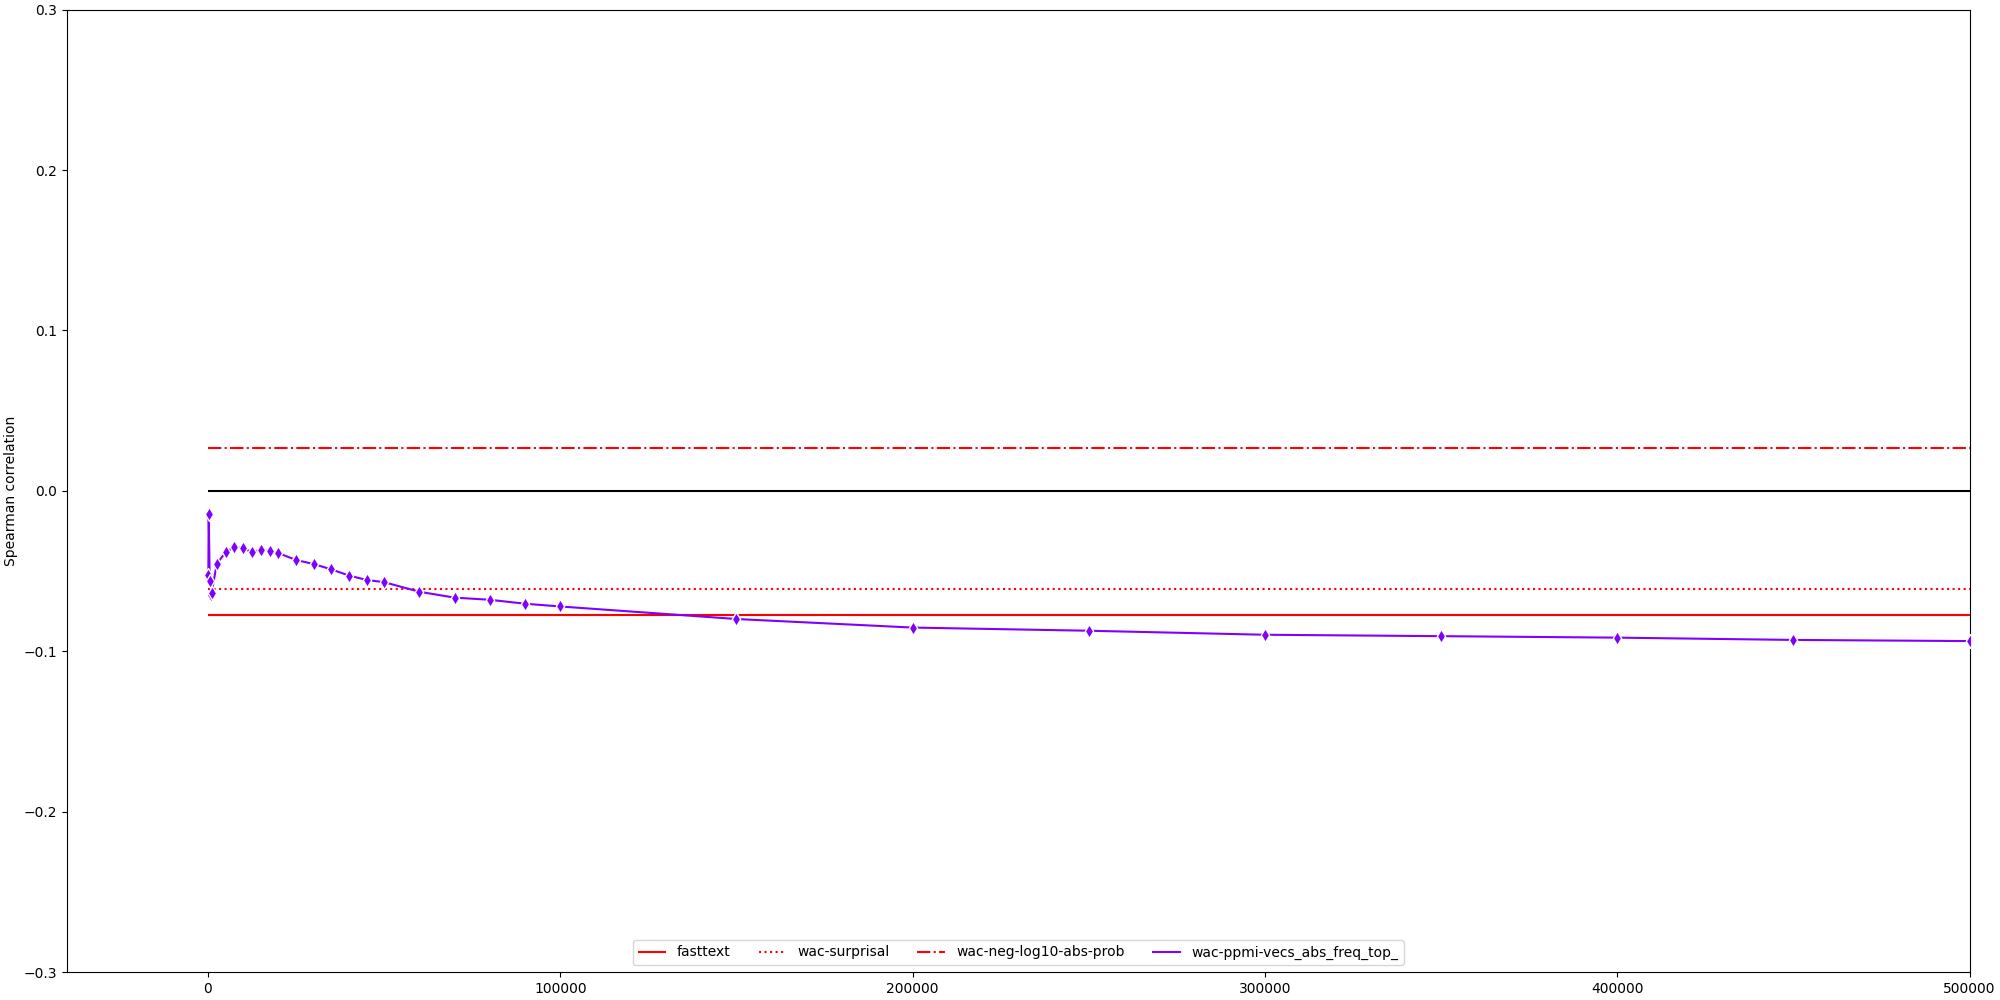 0.3
0.2
0.1
0.0
−0.1
−0.2
−0.3
Spearman correlation
fasttext wac-surprisal wac-neg-log10-abs-prob wac-ppmi-vecs_abs_freq_top_
0 100000 200000 300000 400000 500000